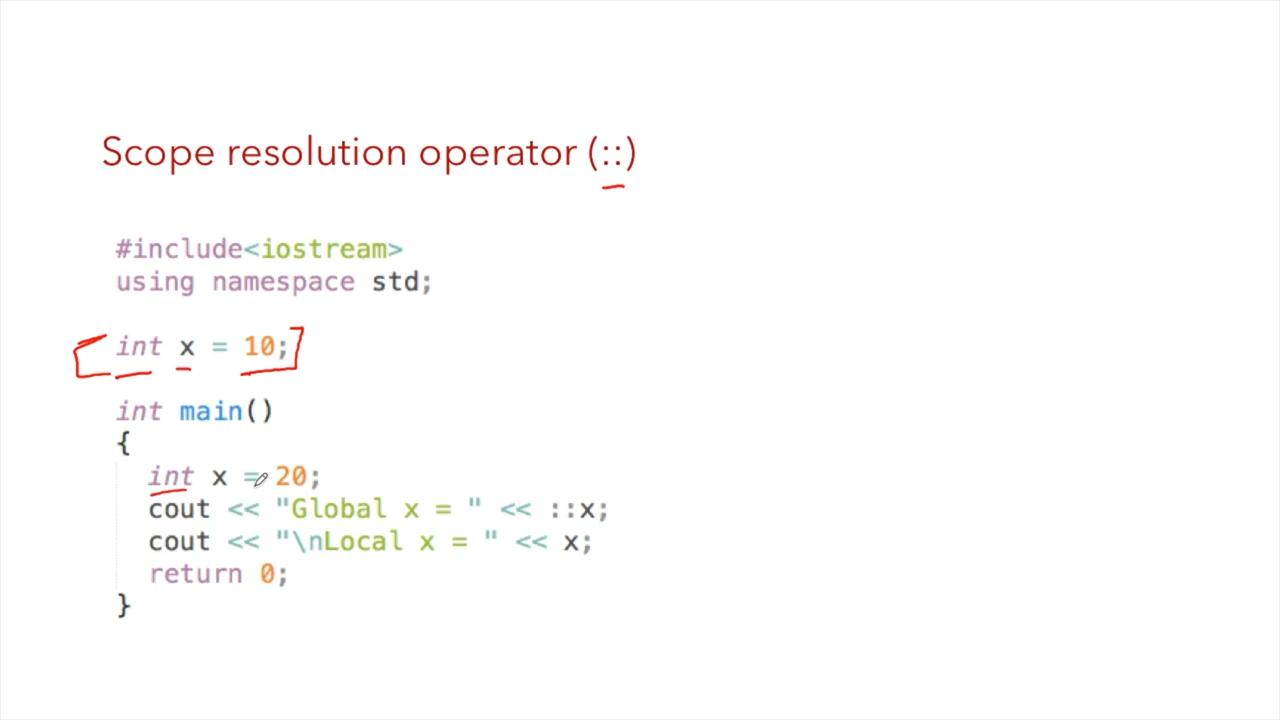 Scope resolution operator (::)
#include<iostream>
using namespace std;
int x = 10;
int main()
{
int x = 20;
cout << "Global x = " << ::x;
cout << "\nLocal x = " << x;
return 0;
}